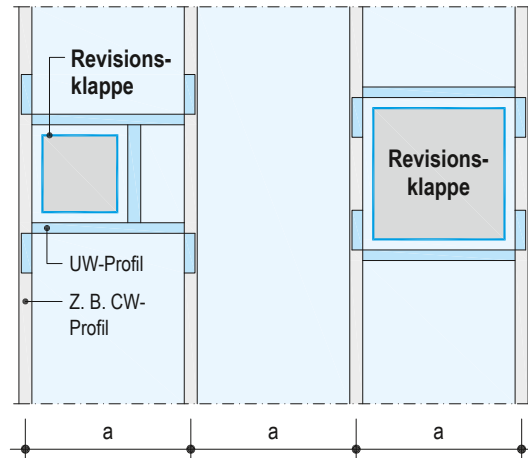 Revisions-
klappe
Revisions-
klappe
UW-Profil
Z. B. CW-
Profil
a
a
a